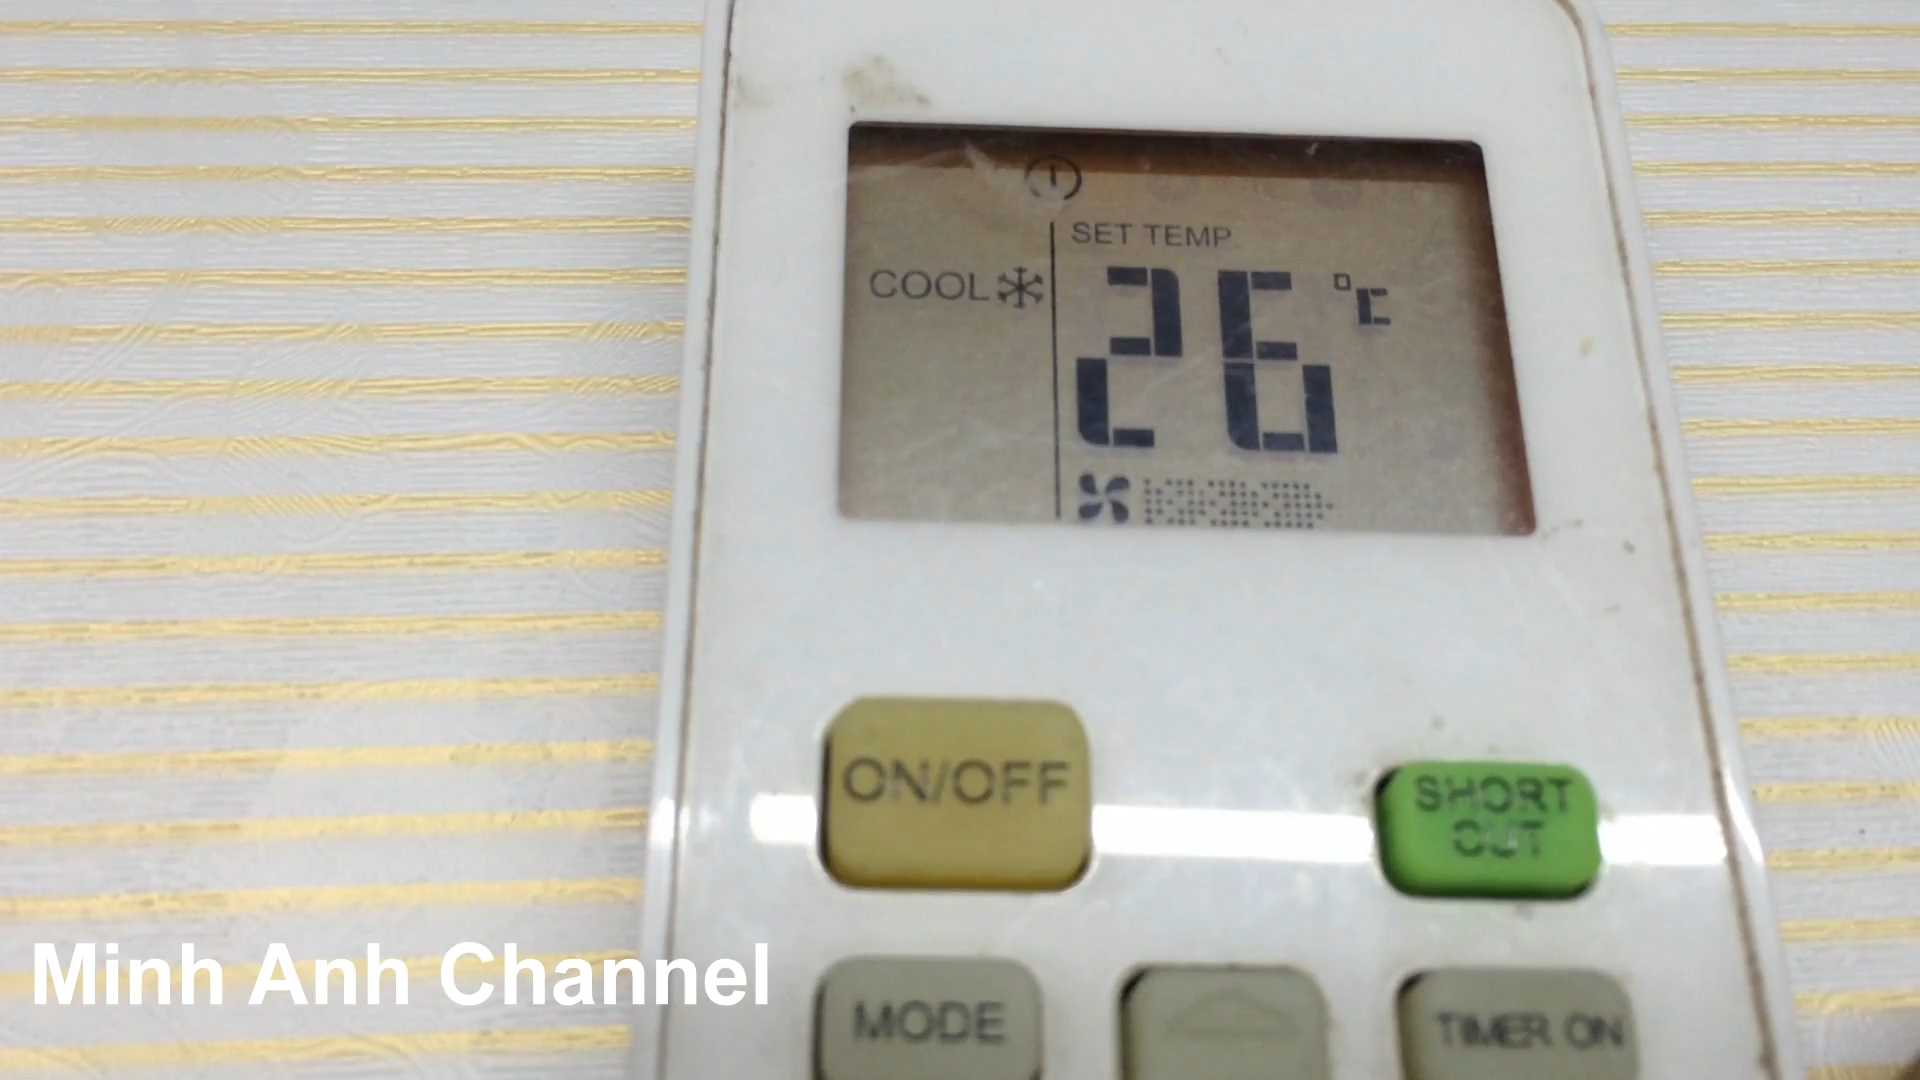 SET TEMP.
COOL
26 °C
ON/OFF
SHORT
CUT
MODE
TIMER ON
Minh Anh Channel